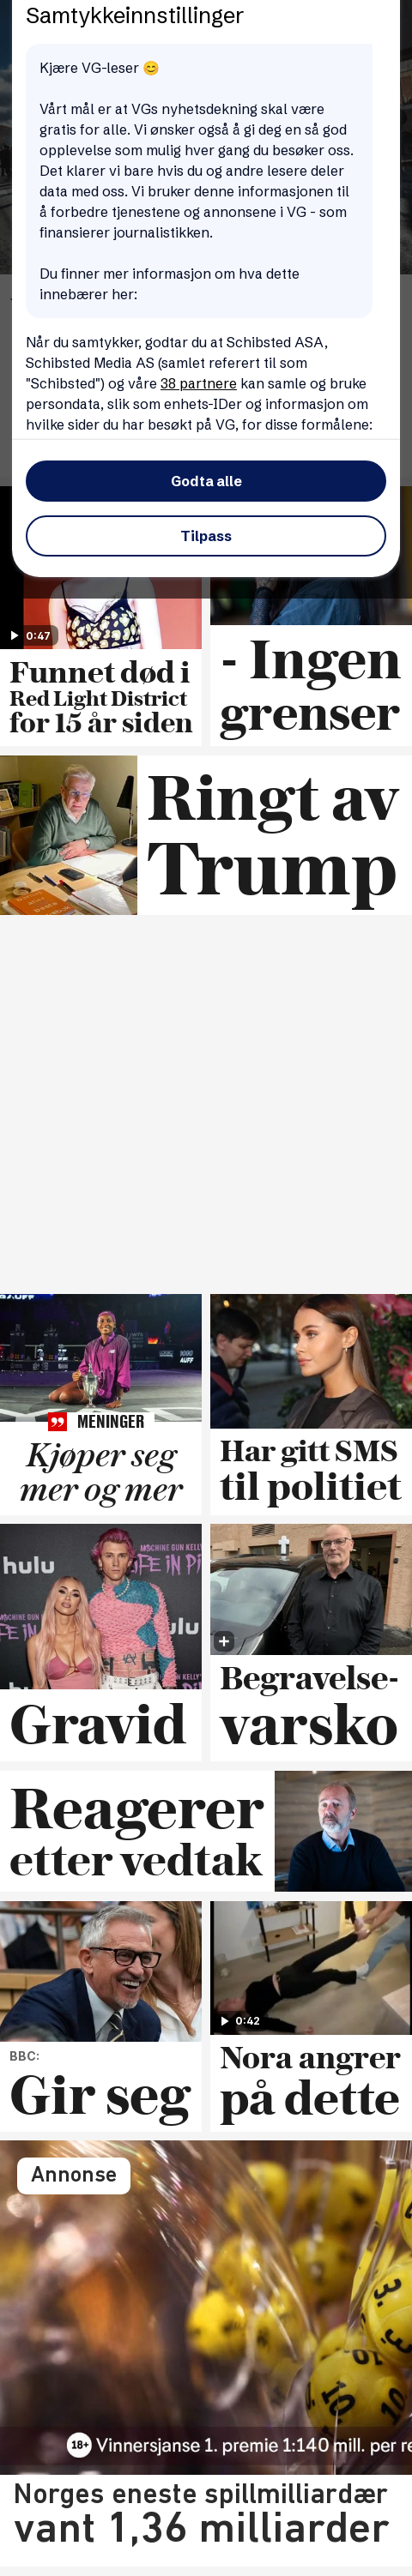 Samtykkeinnstillinger
Kjære VG-leser 😊
Vårt mål er at VGs nyhetsdekning skal være
gratis for alle. Vi ønsker også å gi deg en så god
opplevelse som mulig hver gang du besøker oss.
Det klarer vi bare hvis du og andre lesere deler
data med oss. Vi bruker denne informasjonen til
å forbedre tjenestene og annonsene i VG - som
finansierer journalistikken.
Du finner mer informasjon om hva dette
innebærer her:
Når du samtykker, godtar du at Schibsted ASA,
Schibsted Media AS (samlet referert til som
"Schibsted") og våre 38 partnere kan samle og bruke
persondata, slik som enhets-IDer og informasjon om
hvilke sider du har besøkt på VG, for disse formålene:
Godta alle
Tilpass
0:47
Funnet død i
Red Light District
for 15 år siden
- Ingen
grenser
Ringt av
Trump
MENINGER
Kjøper seg
mer og mer
Har gitt SMS
til politiet
hulu
MACHINE GUN KELLY
Gravid
Begravelse-
varsko
Reagerer
etter vedtak
BBC:
Gir seg
0:42
Nora angrer
på dette
Annonse
18+ Vinnersjanse 1. premie 1:140 mill. per re
Norges eneste spillmilliardær
vant 1,36 milliarder